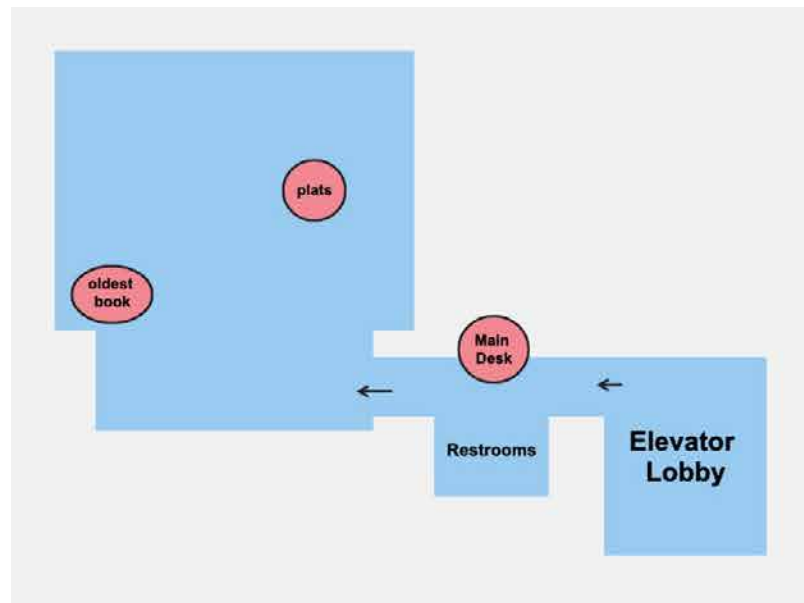 plats
oldest
book
Main
Desk
Restrooms
Elevator
Lobby